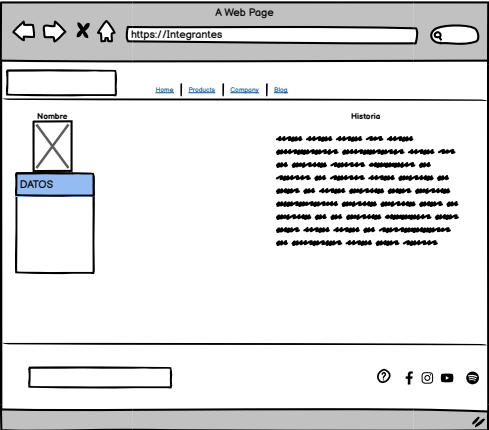 A Web Page
https://Integrantes
Home Products Company Blog
Nombre
Historia
DATOS